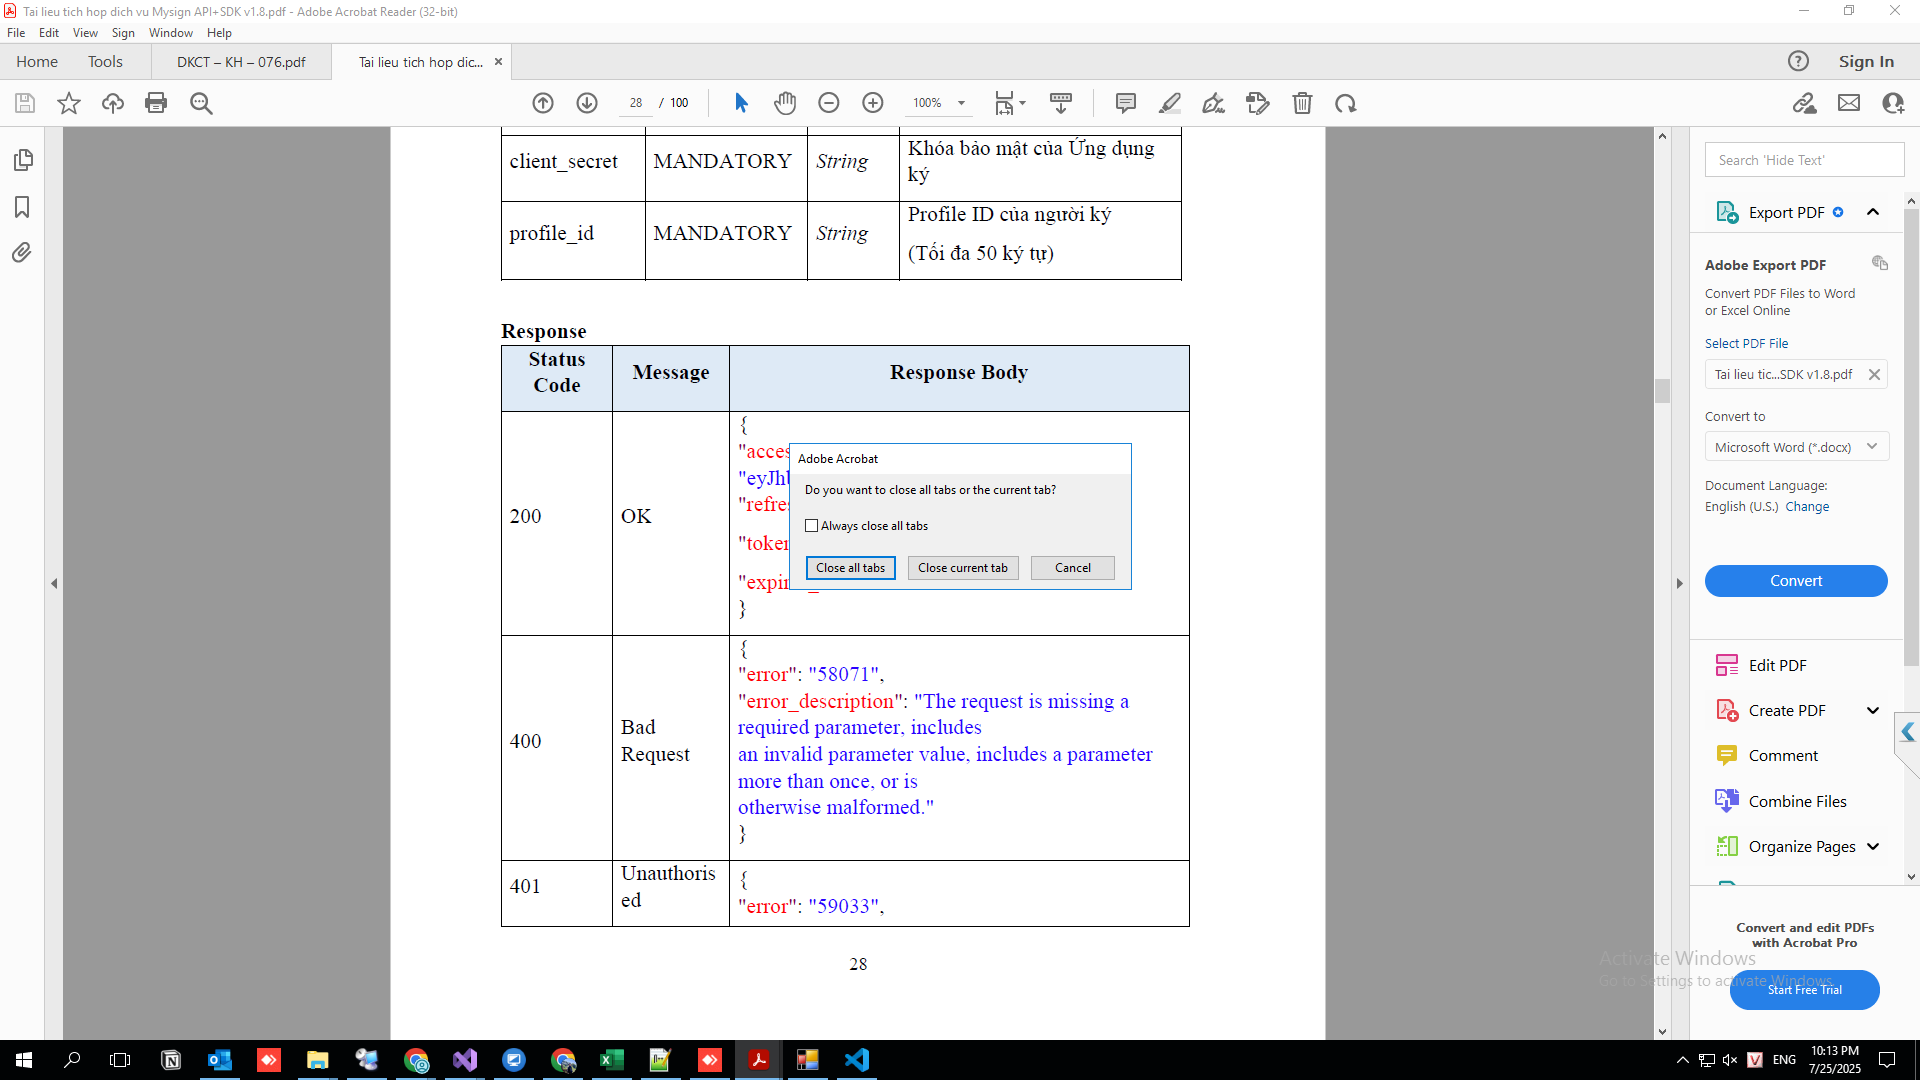 Tai lieu tich hop dich vu Mysign API+SDK v1.8.pdf - Adobe Acrobat Reader (32-bit)
File Edit View Sign Window Help
Home Tools DKCT – KH – 076.pdf Tai lieu tich hop dic... × Sign In
28 / 100 100%
client_secret MANDATORY String Khóa bảo mật của Ứng dụng
ký
profile_id MANDATORY String Profile ID của người ký
(Tối đa 50 ký tự)
Response
Status
Code
Message
Response Body
200
OK
{
"acces
"eyJhb
"refres
"token
"expir
}
Adobe Acrobat
Do you want to close all tabs or the current tab?
Always close all tabs
Close all tabs Close current tab Cancel
400
Bad
Request
{
"error": "58071",
"error_description": "The request is missing a
required parameter, includes
an invalid parameter value, includes a parameter
more than once, or is
otherwise malformed."
}
401
Unauthoris
ed
{
"error": "59033",
28
Search 'Hide Text'
Export PDF
Adobe Export PDF
Convert PDF Files to Word
or Excel Online
Select PDF File
Tai lieu tic...SDK v1.8.pdf
Convert to
Microsoft Word (*.docx)
Document Language:
English (U.S.) Change
Convert
Edit PDF
Create PDF
Comment
Combine Files
Organize Pages
Convert and edit PDFs
with Acrobat Pro
Start Free Trial
Activate Windows
Go to Settings to activate Windows.
ENG
10:13 PM
7/25/2025